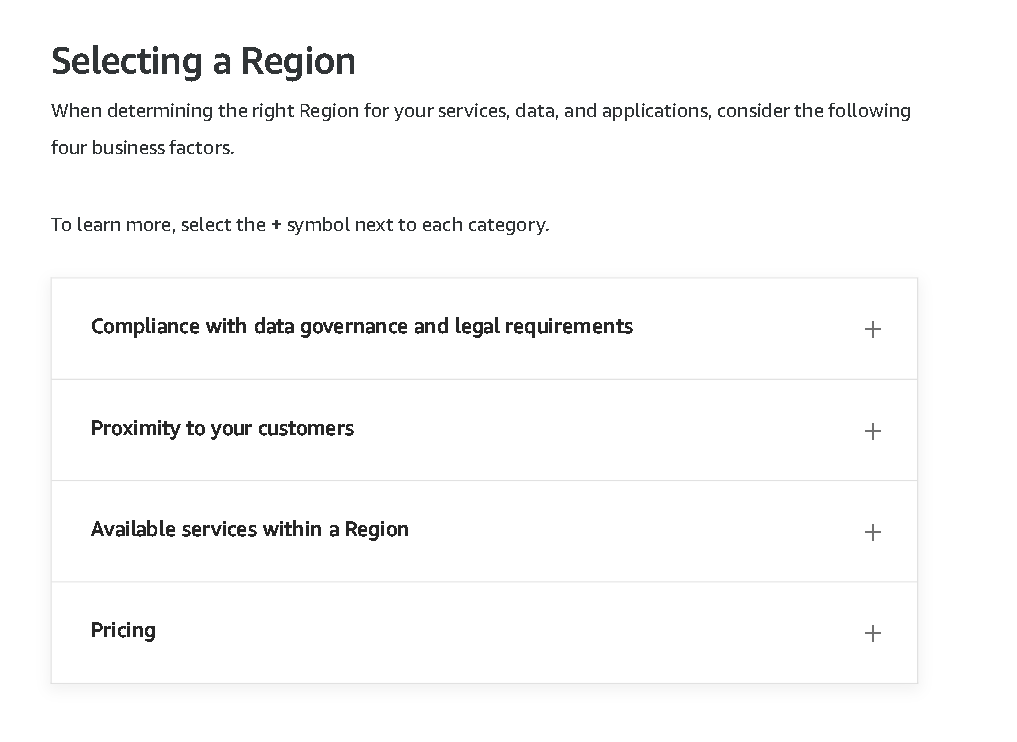 Selecting a Region
When determining the right Region for your services, data, and applications, consider the following
four business factors.
To learn more, select the + symbol next to each category.
Compliance with data governance and legal requirements +
Proximity to your customers +
Available services within a Region +
Pricing +